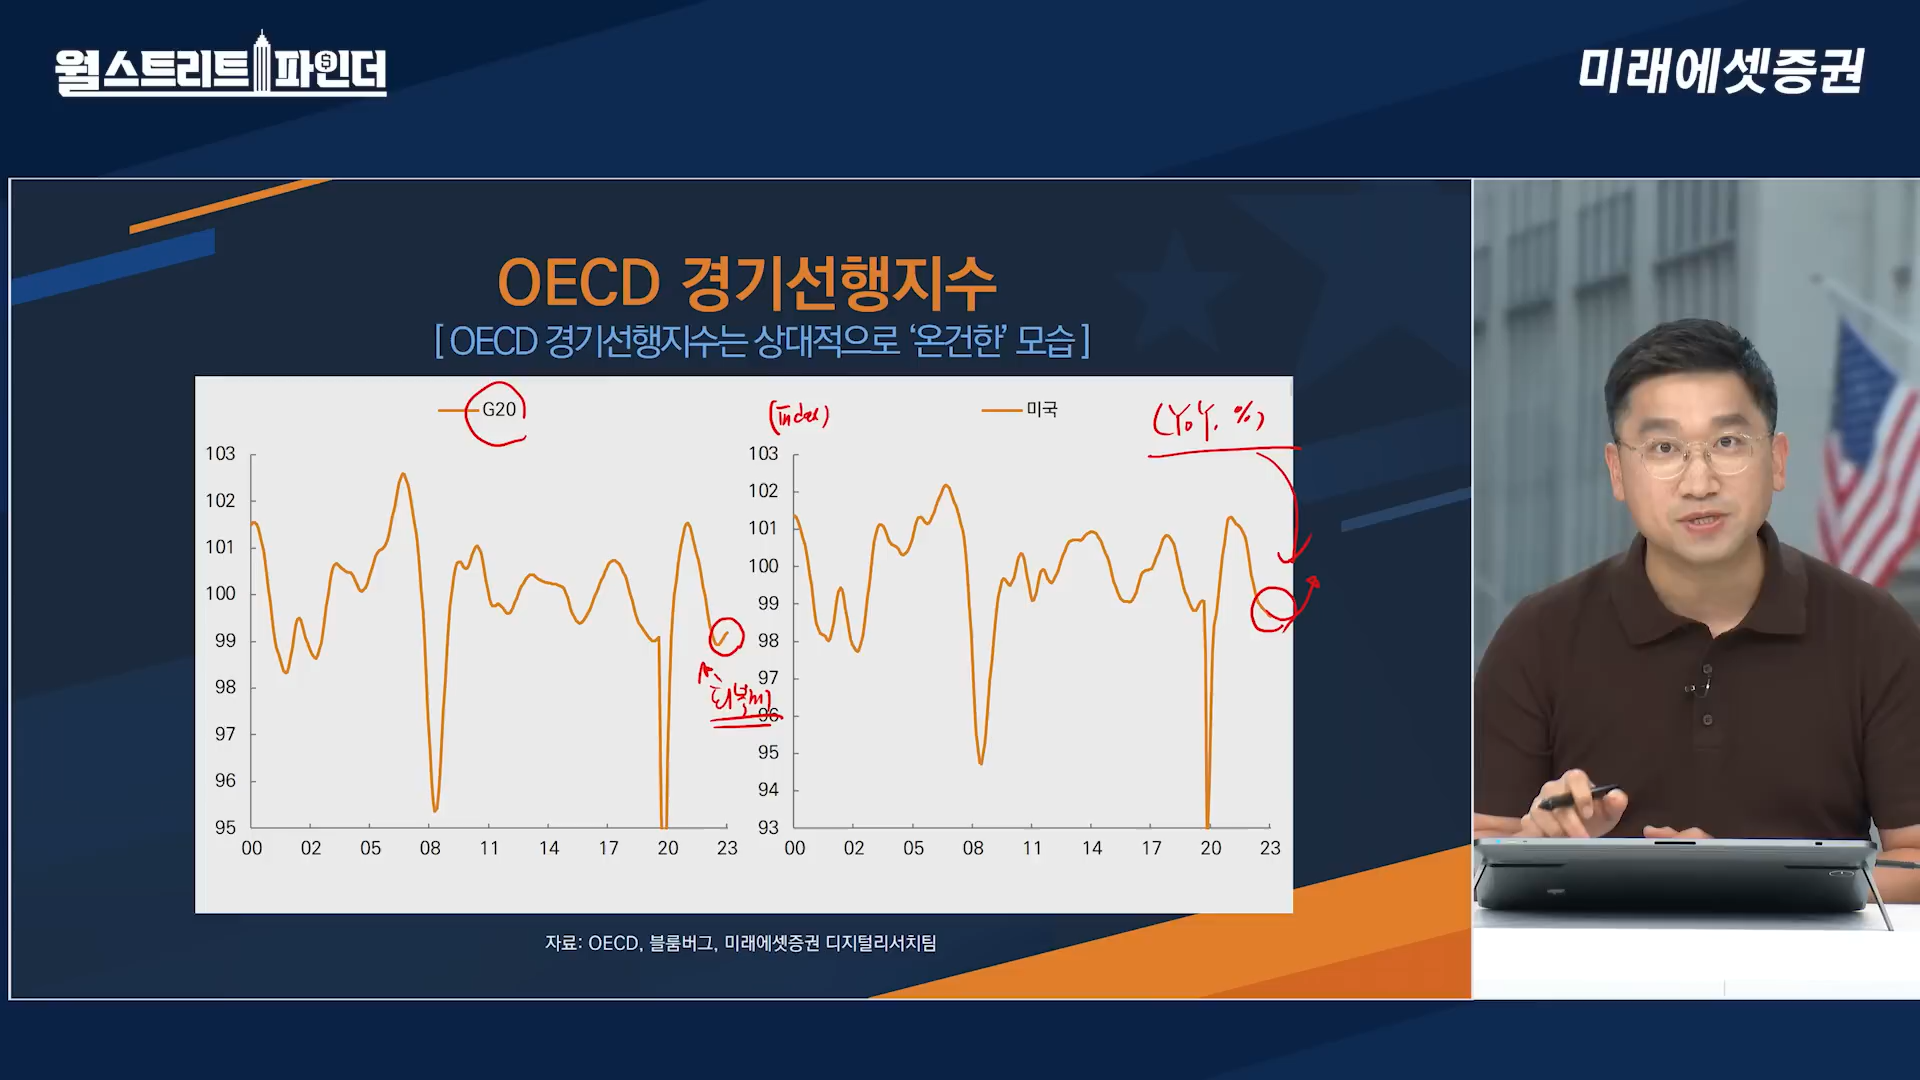 월스트리트 파인더
미래에셋증권
OECD 경기선행지수
[ OECD 경기선행지수는 상대적으로 ‘온건한’ 모습 ]
G20
(Index)
미국
(YoY, %)
103
102
101
100
99
98
97
96
95
00 02 05 08 11 14 17 20 23
103
102
101
100
99
98
97
96
95
94
93
00 02 05 08 11 14 17 20 23
자료: OECD, 블룸버그, 미래에셋증권 디지털리서치팀